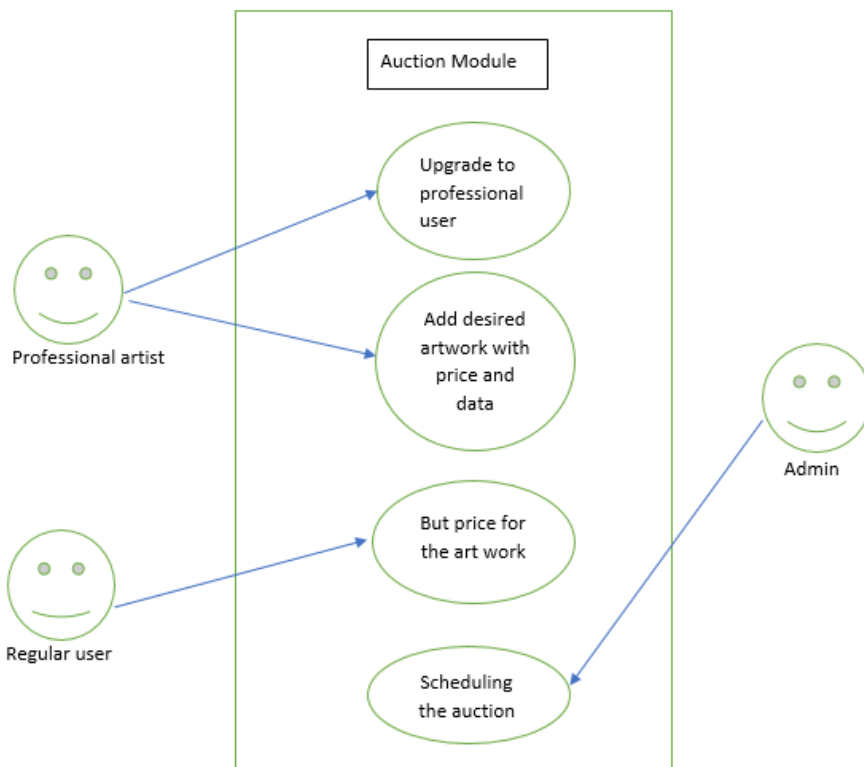 Auction Module
Upgrade to
professional
user
Professional artist
Add desired
artwork with
price and
data
Admin
But price for
the art work
Regular user
Scheduling
the auction